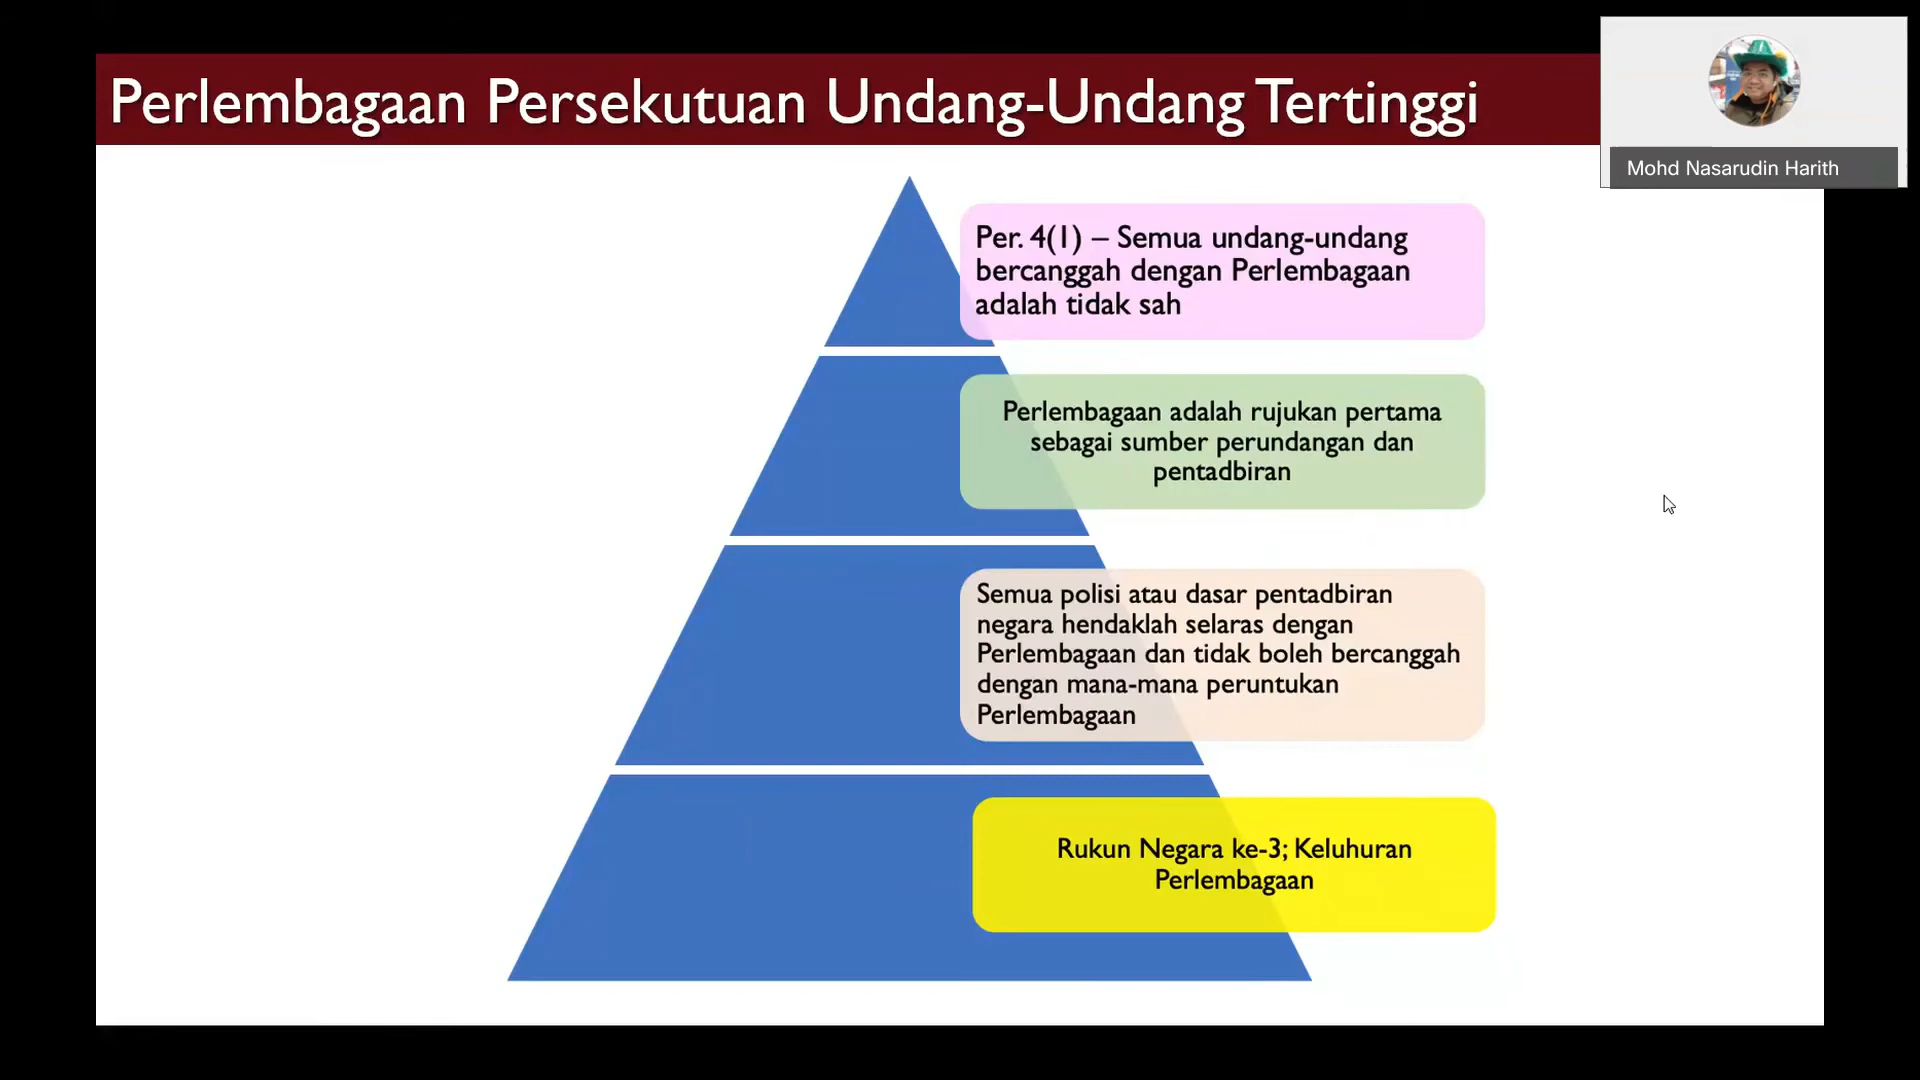 Perlembagaan Persekutuan Undang-Undang Tertinggi
Mohd Nasarudin Harith
Per. 4(1) – Semua undang-undang
bercanggah dengan Perlembagaan
adalah tidak sah
Perlembagaan adalah rujukan pertama
sebagai sumber perundangan dan
pentadbiran
Semua polisi atau dasar pentadbiran
negara hendaklah selaras dengan
Perlembagaan dan tidak boleh bercanggah
dengan mana-mana peruntukan
Perlembagaan
Rukun Negara ke-3; Keluhuran
Perlembagaan